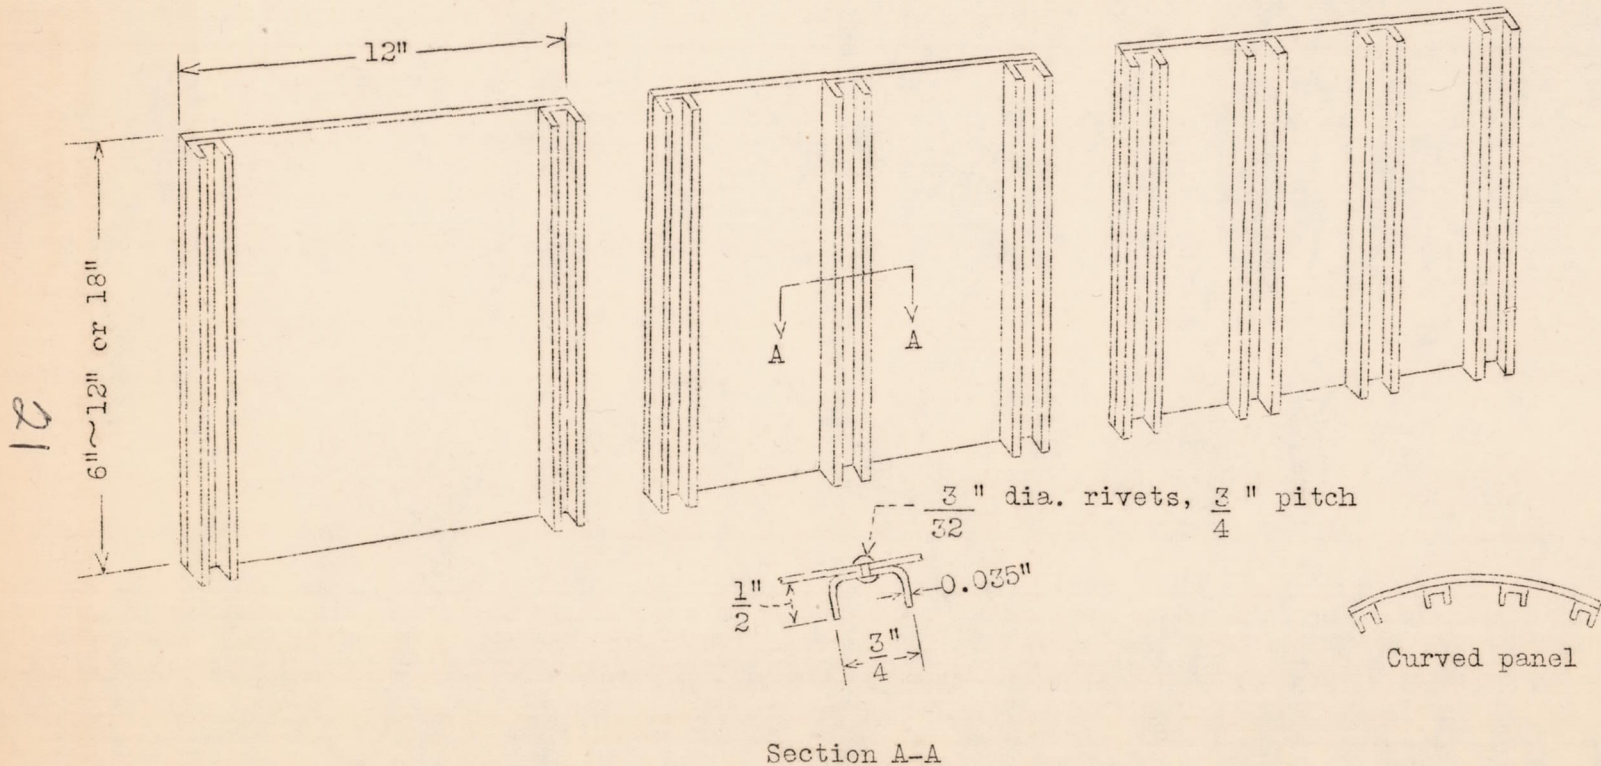 12"
6"~12" or 18"
21
A A
3/32" dia. rivets, 3/4" pitch
1/2"
0.035"
3/4"
Curved panel
Section A-A